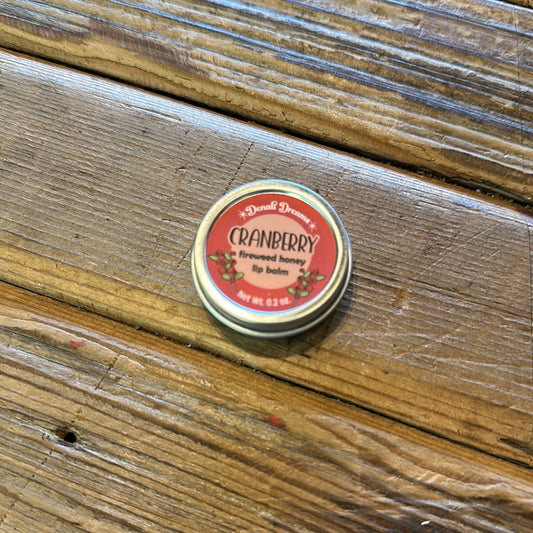 Denali Dreams
CRANBERRY
fireweed honey
lip balm
Net Wt. 0.2 oz.